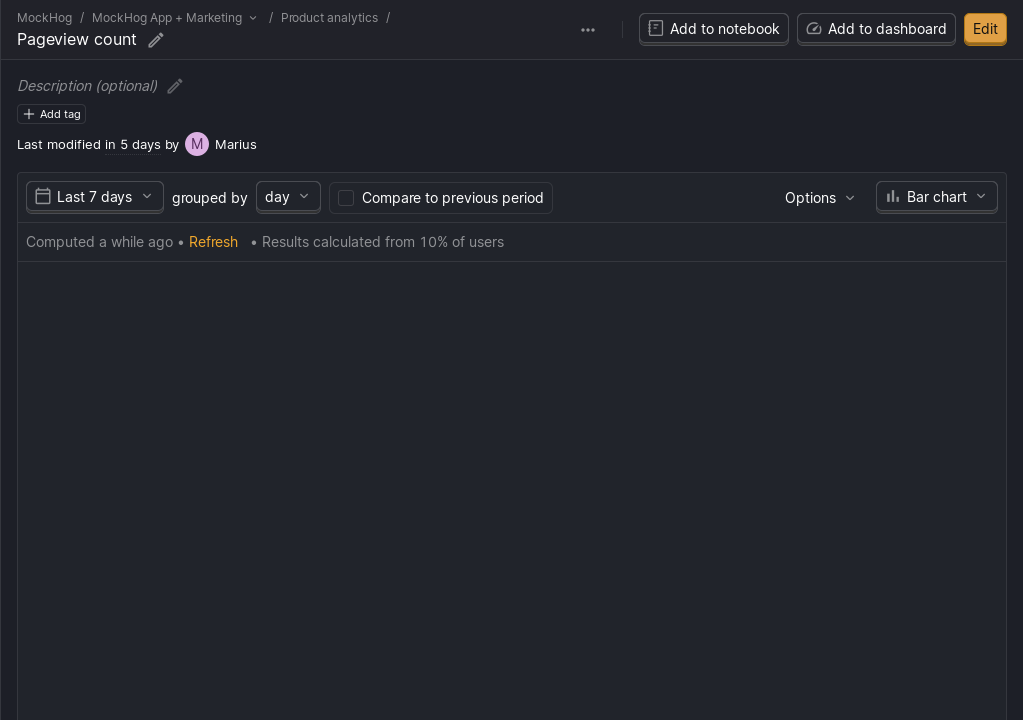 MockHog / MockHog App + Marketing / Product analytics /
Pageview count
Add to notebook Add to dashboard Edit
Description (optional)
Add tag
Last modified in 5 days by M Marius
Last 7 days grouped by day Compare to previous period Options Bar chart
Computed a while ago • Refresh • Results calculated from 10% of users